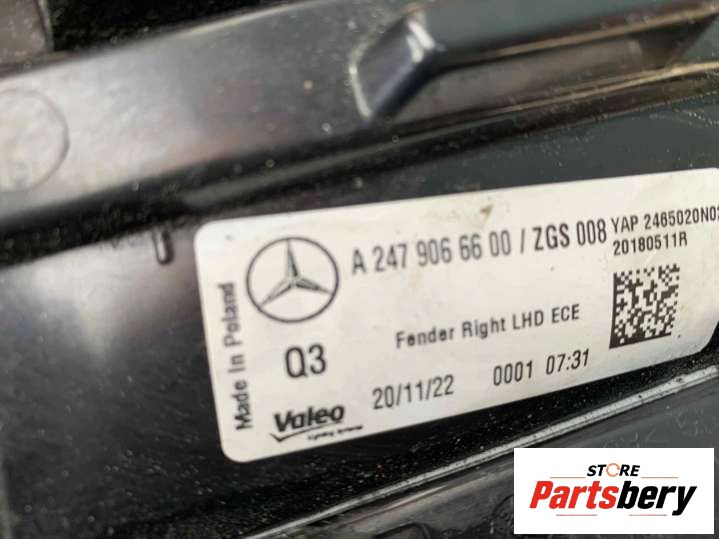 A 247 906 66 00 / ZGS 008
YAP 2465020N02
20180511R
Made In Poland
Q3
Fender Right LHD ECE
Valeo
20/11/22 0001 07:31
STORE
Partsbery